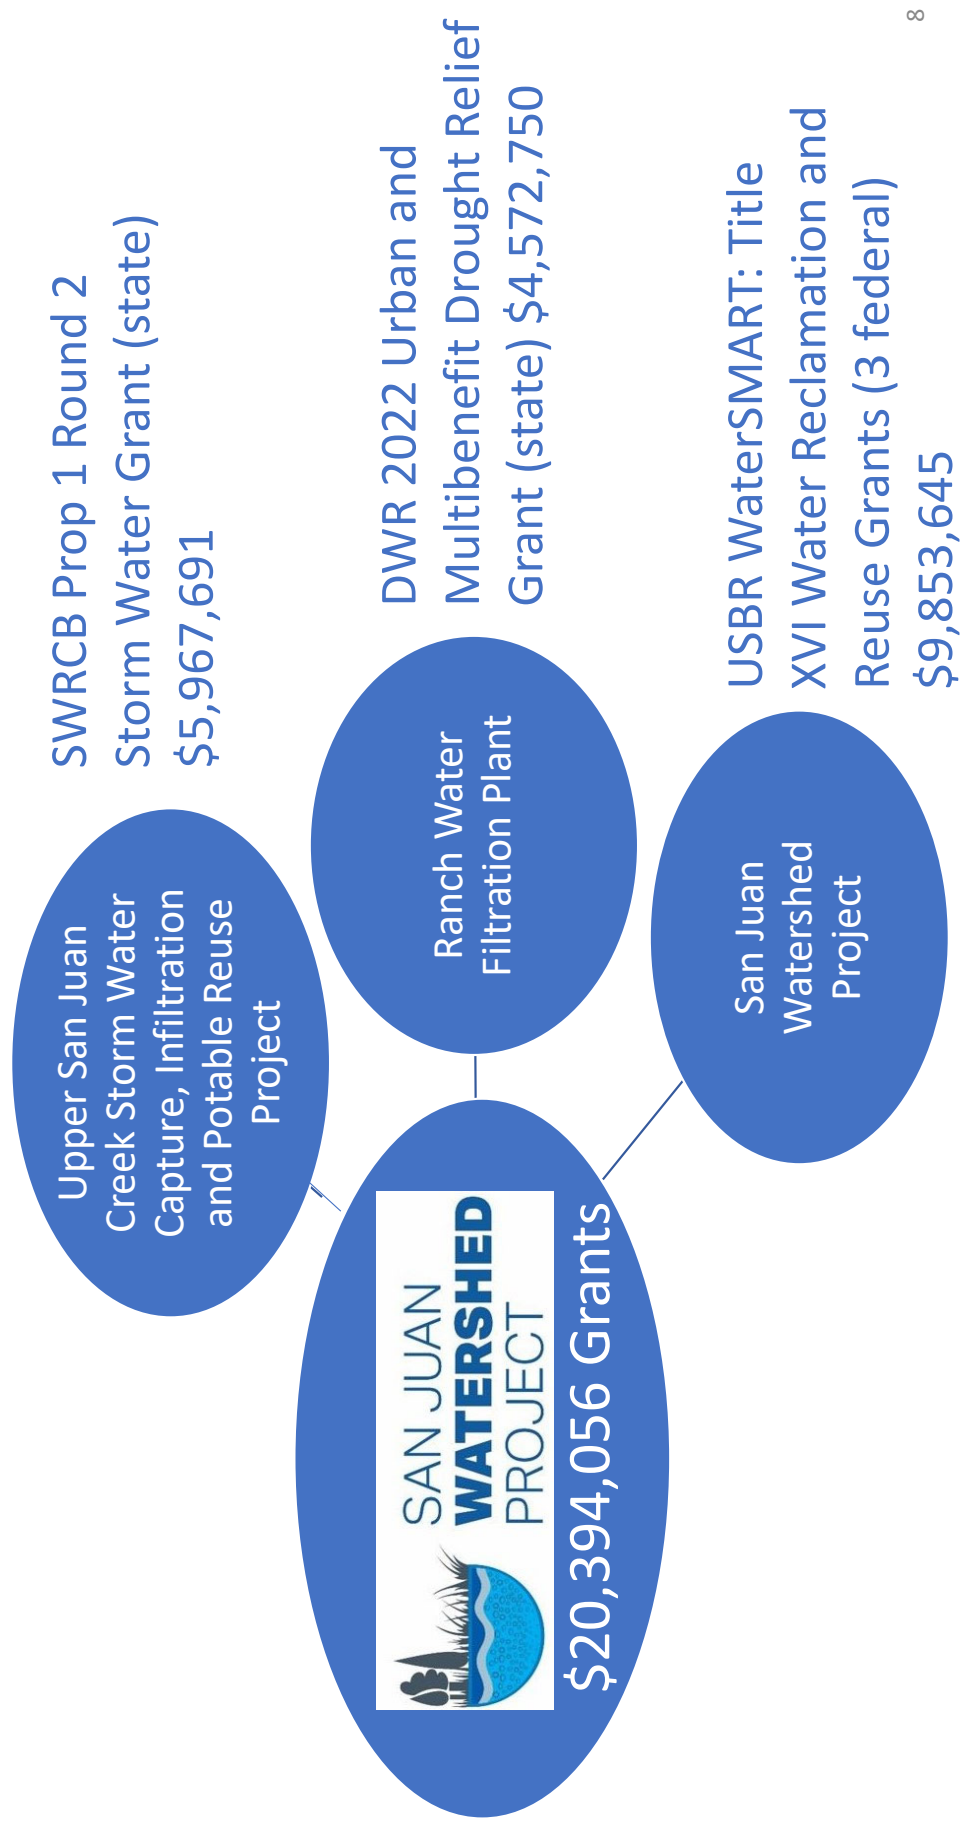 SAN JUAN
WATERSHED
PROJECT
$20,394,056 Grants
Upper San Juan
Creek Storm Water
Capture, Infiltration
and Potable Reuse
Project
SWRCB Prop 1 Round 2
Storm Water Grant (state)
$5,967,691
Ranch Water
Filtration Plant
DWR 2022 Urban and
Multibenefit Drought Relief
Grant (state) $4,572,750
San Juan
Watershed
Project
USBR WaterSMART: Title
XVI Water Reclamation and
Reuse Grants (3 federal)
$9,853,645
8